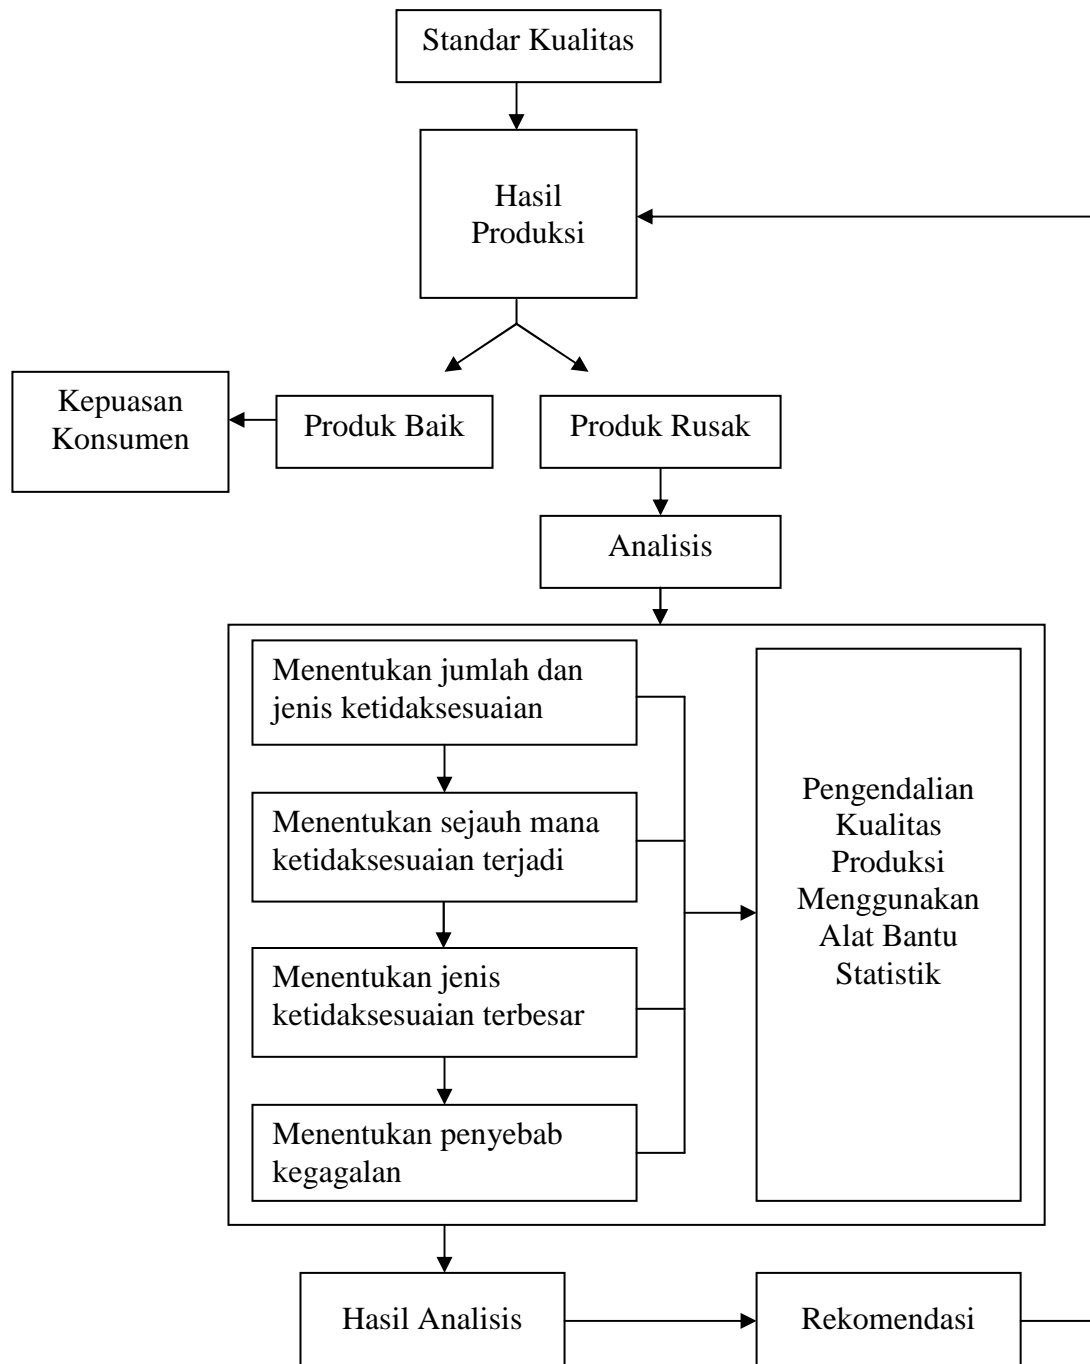 Standar Kualitas
Hasil
Produksi
Kepuasan
Konsumen
Produk Baik
Produk Rusak
Analisis
Menentukan jumlah dan
jenis ketidaksesuaian
Menentukan sejauh mana
ketidaksesuaian terjadi
Menentukan jenis
ketidaksesuaian terbesar
Menentukan penyebab
kegagalan
Pengendalian
Kualitas
Produksi
Menggunakan
Alat Bantu
Statistik
Hasil Analisis
Rekomendasi